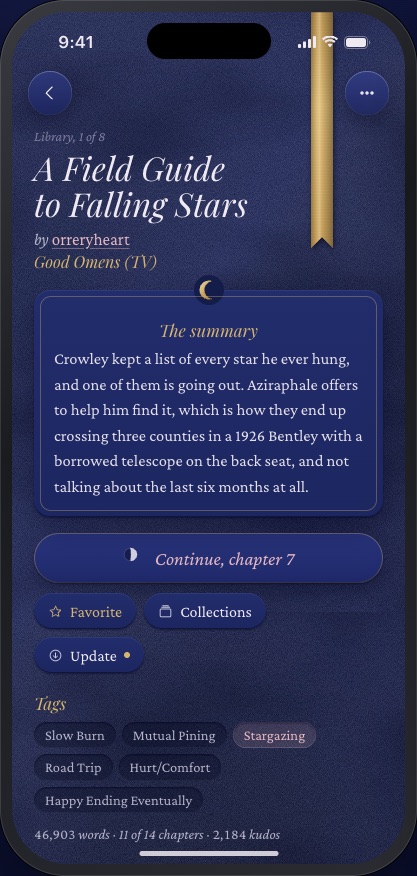 9:41
Library, 1 of 8
A Field Guide
to Falling Stars
by orreryheart
Good Omens (TV)
The summary
Crowley kept a list of every star he ever hung,
and one of them is going out. Aziraphale offers
to help him find it, which is how they end up
crossing three counties in a 1926 Bentley with a
borrowed telescope on the back seat, and not
talking about the last six months at all.
Continue, chapter 7
Favorite Collections
Update
Tags
Slow Burn Mutual Pining Stargazing
Road Trip Hurt/Comfort
Happy Ending Eventually
46,903 words · 11 of 14 chapters · 2,184 kudos